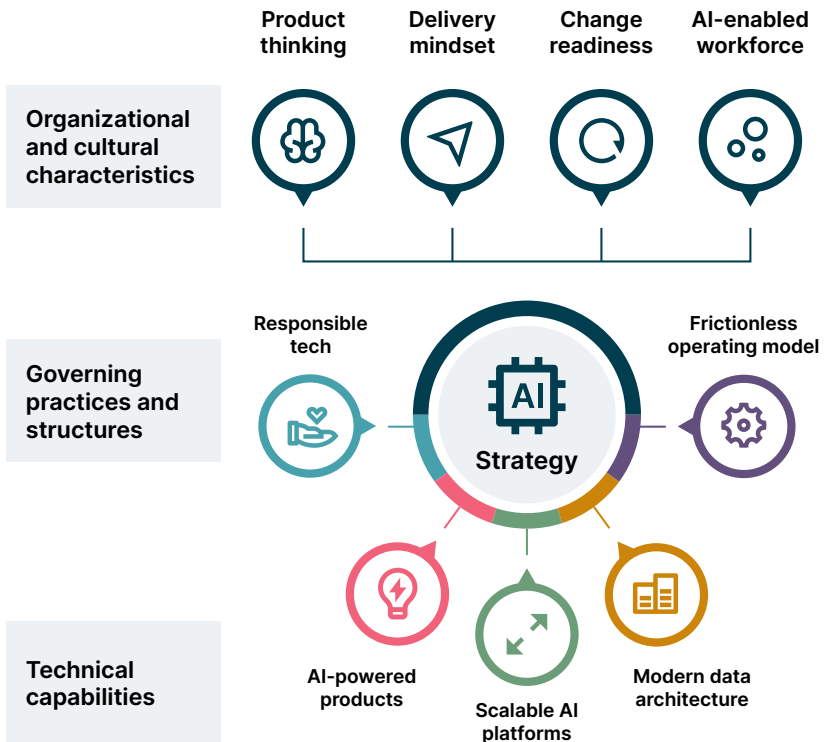 Product
thinking
Delivery
mindset
Change
readiness
AI-enabled
workforce
Organizational
and cultural
characteristics
Responsible
tech
Frictionless
operating model
Governing
practices and
structures
AI
Strategy
AI-powered
products
Scalable AI
platforms
Modern data
architecture
Technical
capabilities